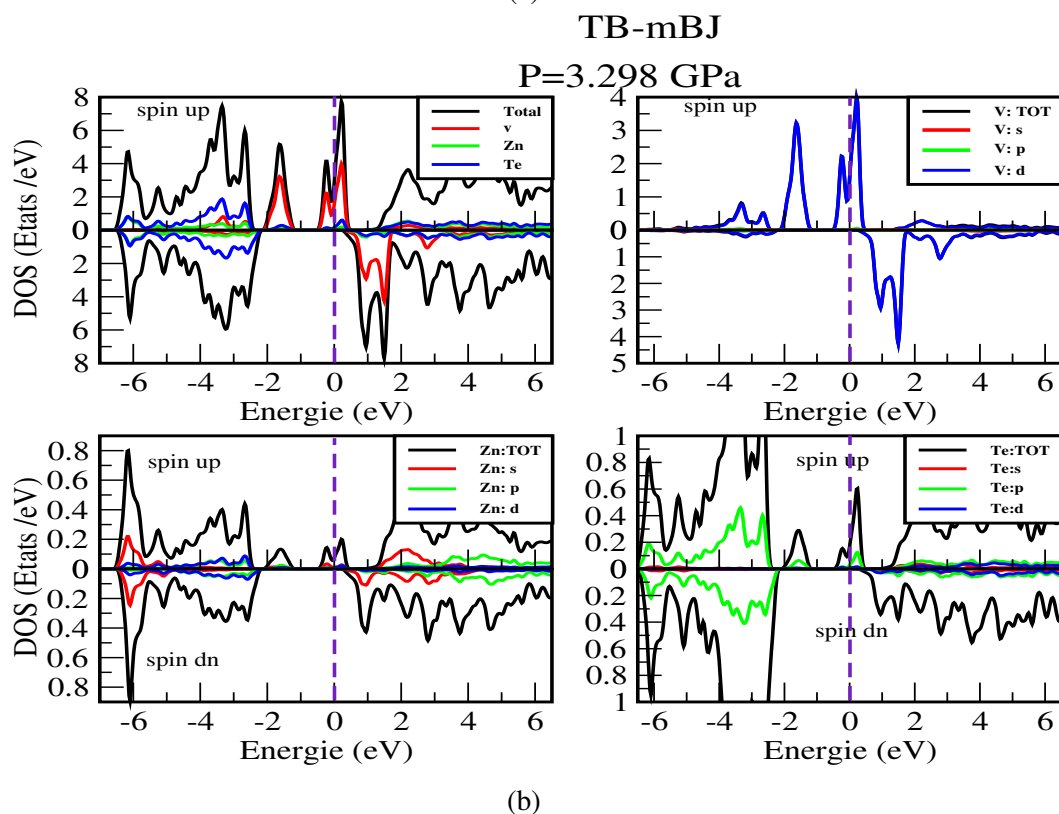 TB-mBJ
P=3.298 GPa
DOS (Etats /eV)
8
6
4
2
0
2
4
6
8
spin up
Total
v
Zn
Te
-6 -4 -2 0 2 4 6
Energie (eV)
4
3
2
1
0
1
2
3
4
5
spin up
V: TOT
V: s
V: p
V: d
-6 -4 -2 0 2 4 6
Energie (eV)
DOS (Etats /eV)
0.8
0.6
0.4
0.2
0
0.2
0.4
0.6
0.8
spin up
spin dn
Zn:TOT
Zn: s
Zn: p
Zn: d
-6 -4 -2 0 2 4 6
Energie (eV)
1
0.8
0.6
0.4
0.2
0
0.2
0.4
0.6
0.8
1
spin up
spin dn
Te:TOT
Te:s
Te:p
Te:d
-6 -4 -2 0 2 4 6
Energie (eV)
(b)